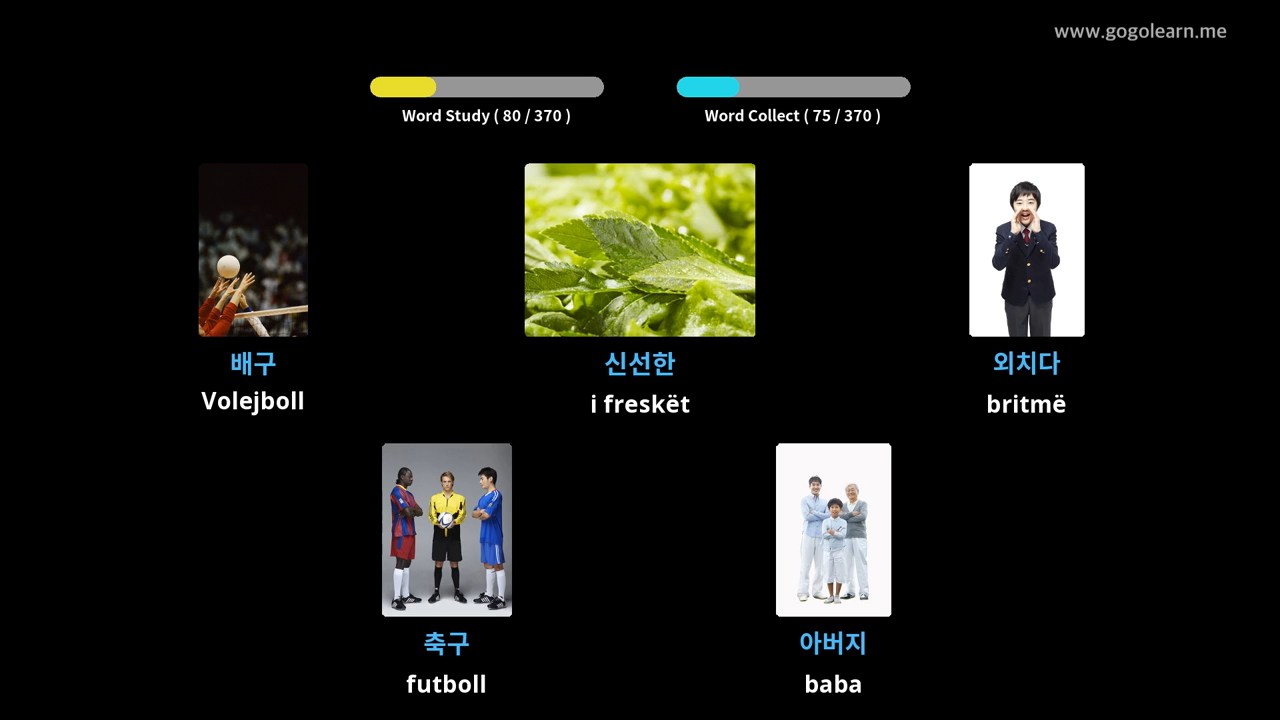 www.gogolearn.me
Word Study ( 80 / 370 )
Word Collect ( 75 / 370 )
배구
Volejboll
신선한
i freskët
외치다
britmë
축구
futboll
아버지
baba